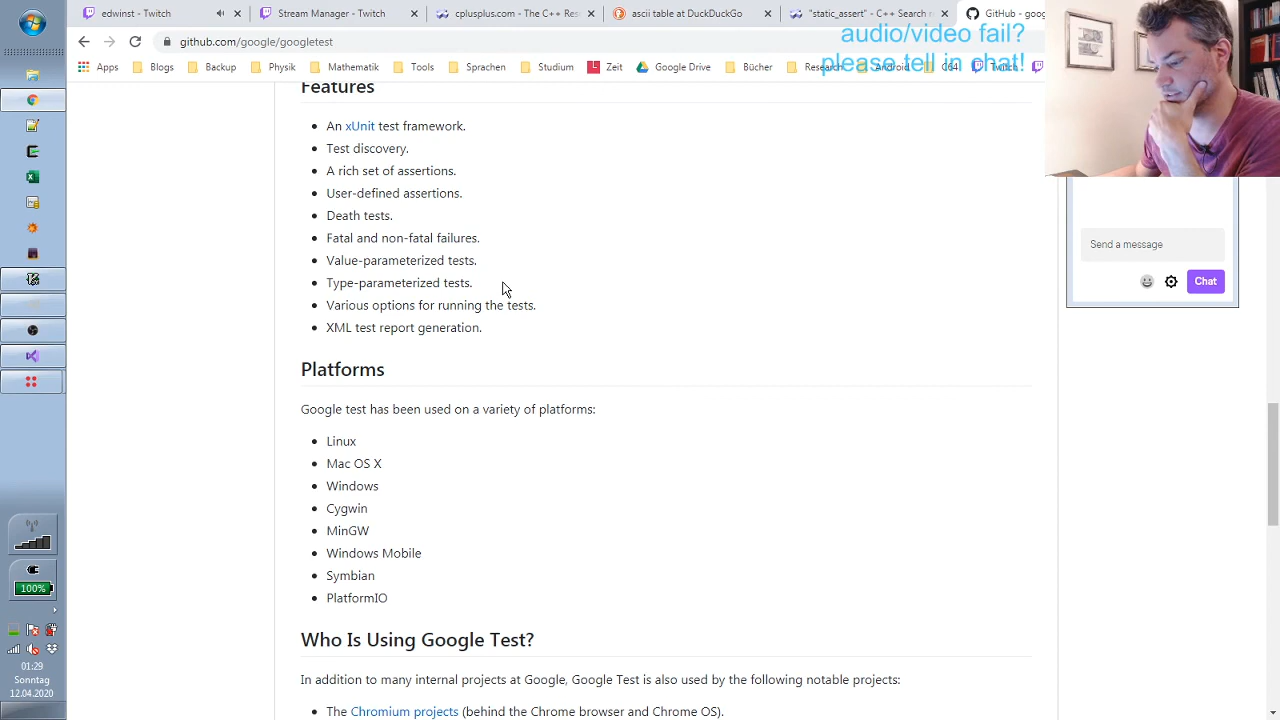 edwinst - Twitch
Stream Manager - Twitch
cplusplus.com - The C++ Res
ascii table at DuckDuckGo
"static_assert" - C++ Search r
GitHub - goog
github.com/google/googletest
audio/video fail?
please tell in chat!
Apps
Blogs
Backup
Physik
Mathematik
Tools
Sprachen
Studium
Zeit
Google Drive
Bücher
Research
Android
C64
Twitch
Features
An xUnit test framework.
Test discovery.
A rich set of assertions.
User-defined assertions.
Death tests.
Fatal and non-fatal failures.
Value-parameterized tests.
Type-parameterized tests.
Various options for running the tests.
XML test report generation.
Platforms
Google test has been used on a variety of platforms:
Linux
Mac OS X
Windows
Cygwin
MinGW
Windows Mobile
Symbian
PlatformIO
Who Is Using Google Test?
In addition to many internal projects at Google, Google Test is also used by the following notable projects:
The Chromium projects (behind the Chrome browser and Chrome OS).
Send a message
Chat
100%
01:29
Sonntag
12.04.2020